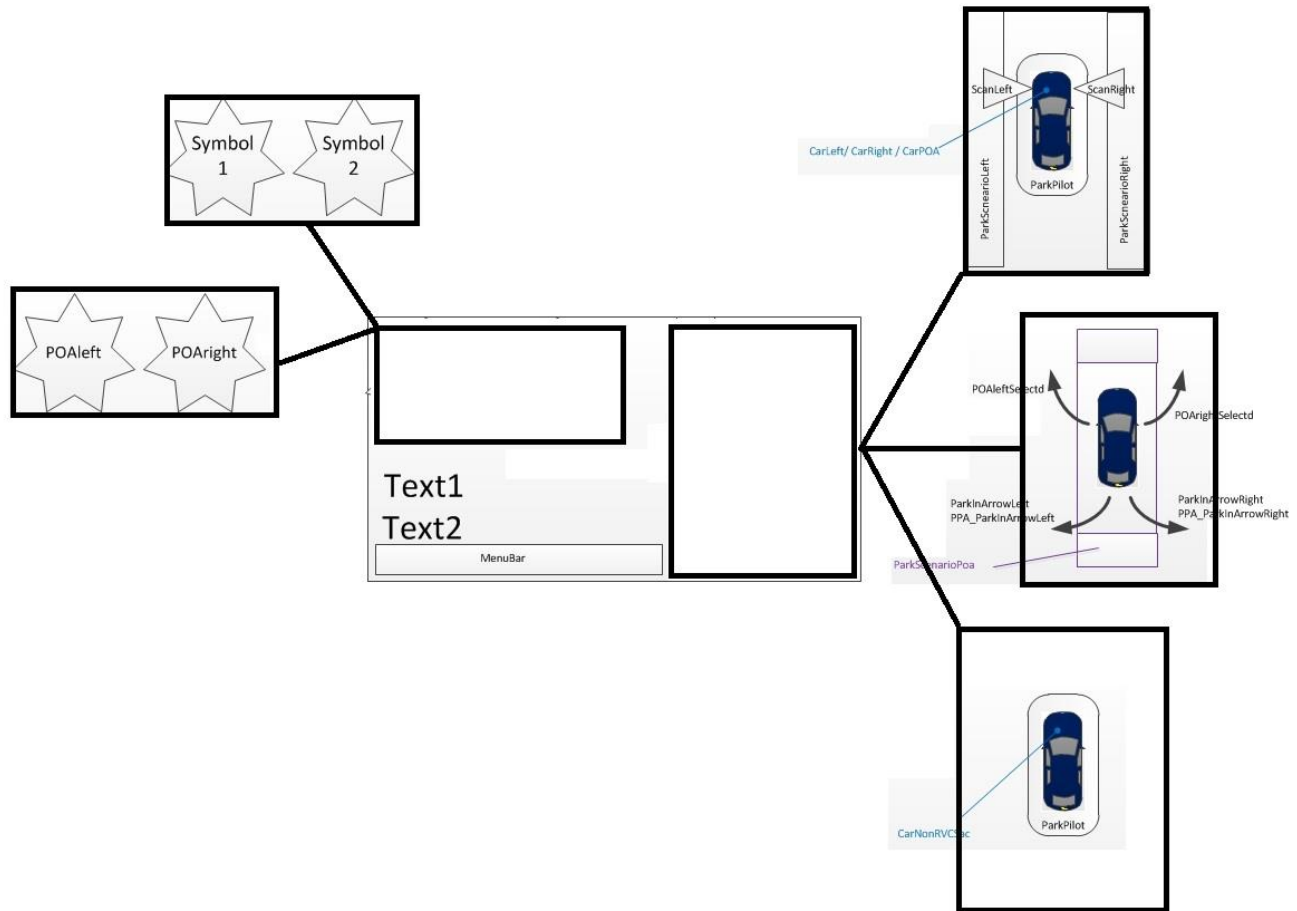 Symbol
1
Symbol
2
POAleft
POAright
Text1
Text2
MenuBar
ScanLeft
ScanRight
CarLeft/ CarRight / CarPOA
ParkPilot
ParkScnearioLeft
ParkScnearioRight
POAleftSelectd
POArightSelectd
ParkInArrowLeft
PPA_ParkInArrowLeft
ParkInArrowRight
PPA_ParkInArrowRight
ParkScenarioPoa
CarNonRVCSac
ParkPilot